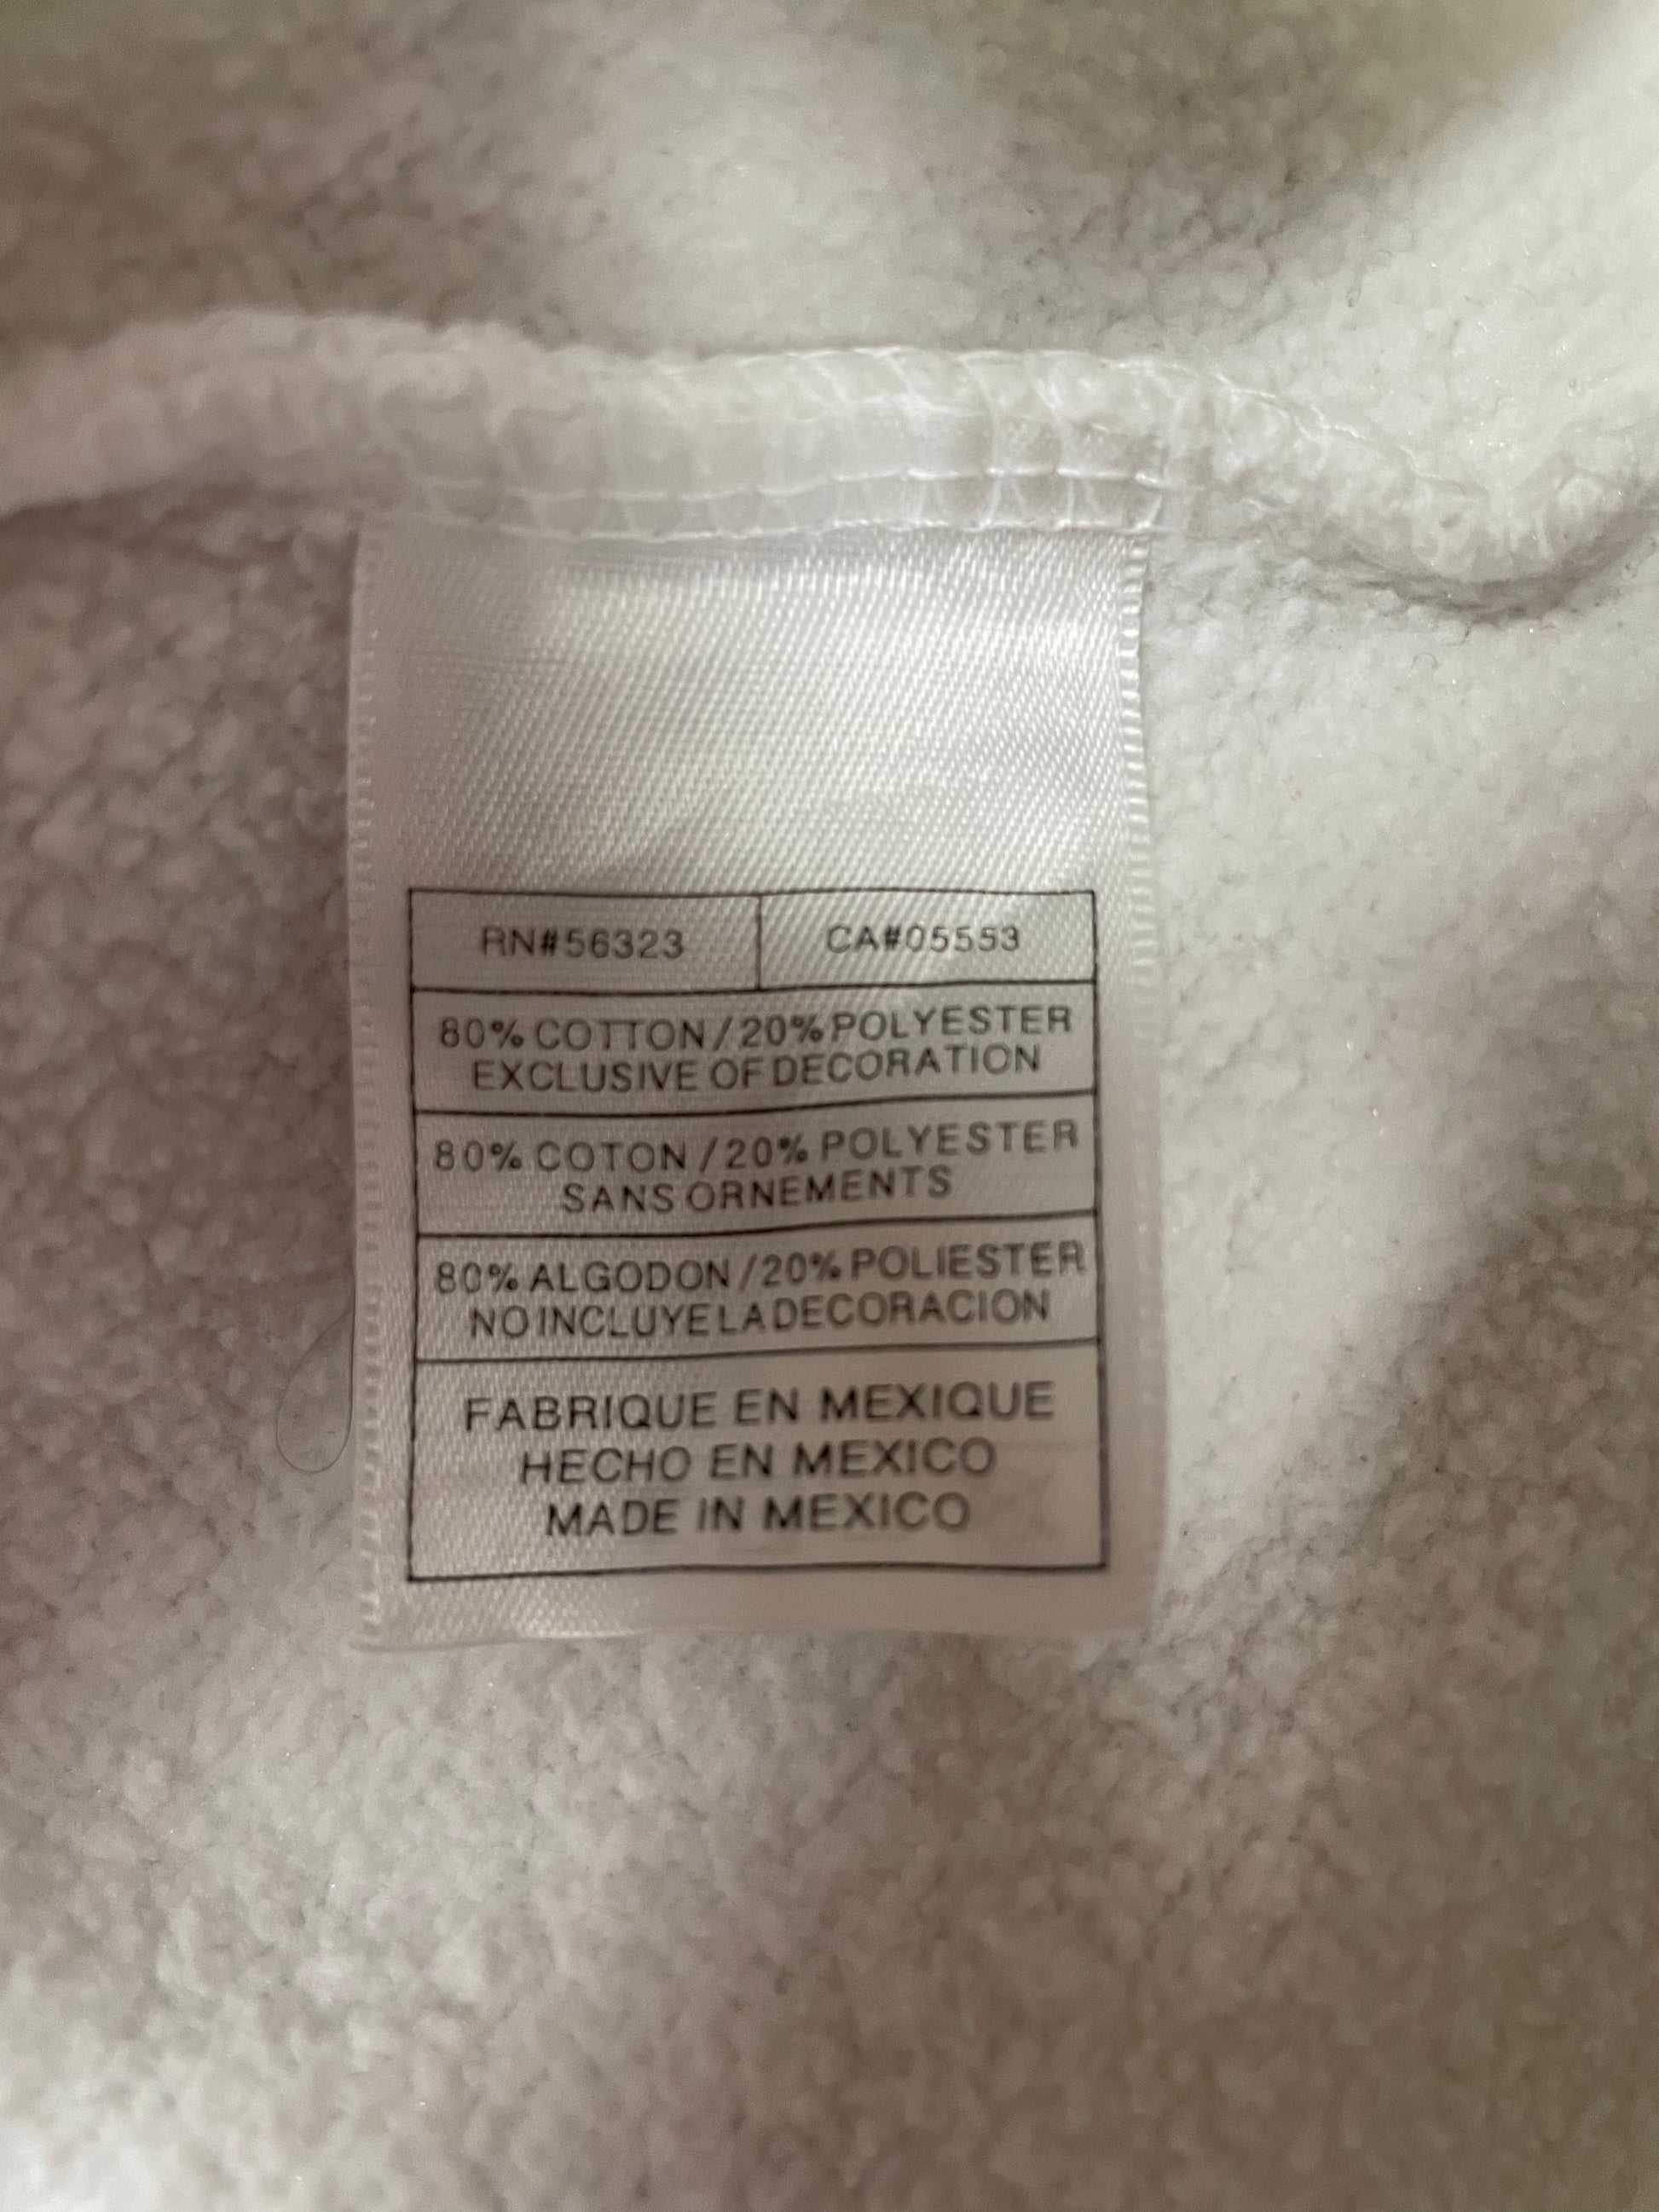 RN#56323 CA#05553
80% COTTON/20% POLYESTER
EXCLUSIVE OF DECORATION
80% COTON/20% POLYESTER
SANS ORNEMENTS
80% ALGODON/20% POLIESTER
NO INCLUYE LA DECORACION
FABRIQUE EN MEXIQUE
HECHO EN MEXICO
MADE IN MEXICO